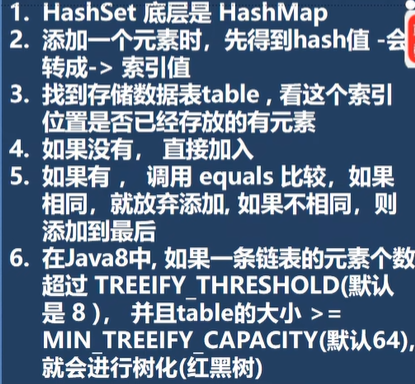 1. HashSet 底层是 HashMap
2. 添加一个元素时，先得到hash值 -会
转成-> 索引值
3. 找到存储数据表table , 看这个索引
位置是否已经存放的有元素
4. 如果没有， 直接加入
5. 如果有 ， 调用 equals 比较，如果
相同，就放弃添加, 如果不相同，则
添加到最后
6. 在Java8中, 如果一条链表的元素个数
超过 TREEIFY_THRESHOLD(默认
是 8 )， 并且table的大小 >=
MIN_TREEIFY_CAPACITY(默认64),
就会进行树化(红黑树)